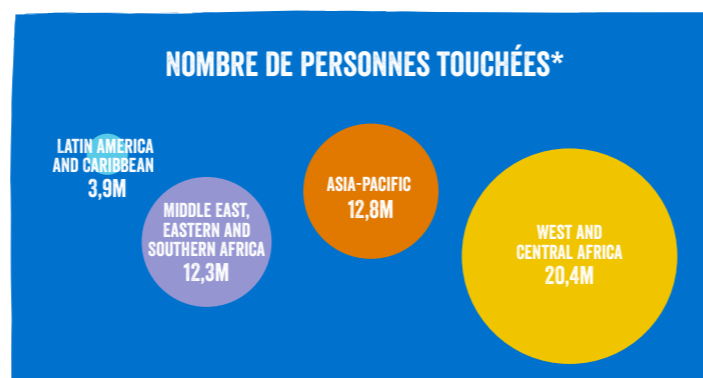 NOMBRE DE PERSONNES TOUCHÉES*
LATIN AMERICA
AND CARIBBEAN
3,9M
MIDDLE EAST,
EASTERN AND
SOUTHERN AFRICA
12,3M
ASIA-PACIFIC
12,8M
WEST AND
CENTRAL AFRICA
20,4M